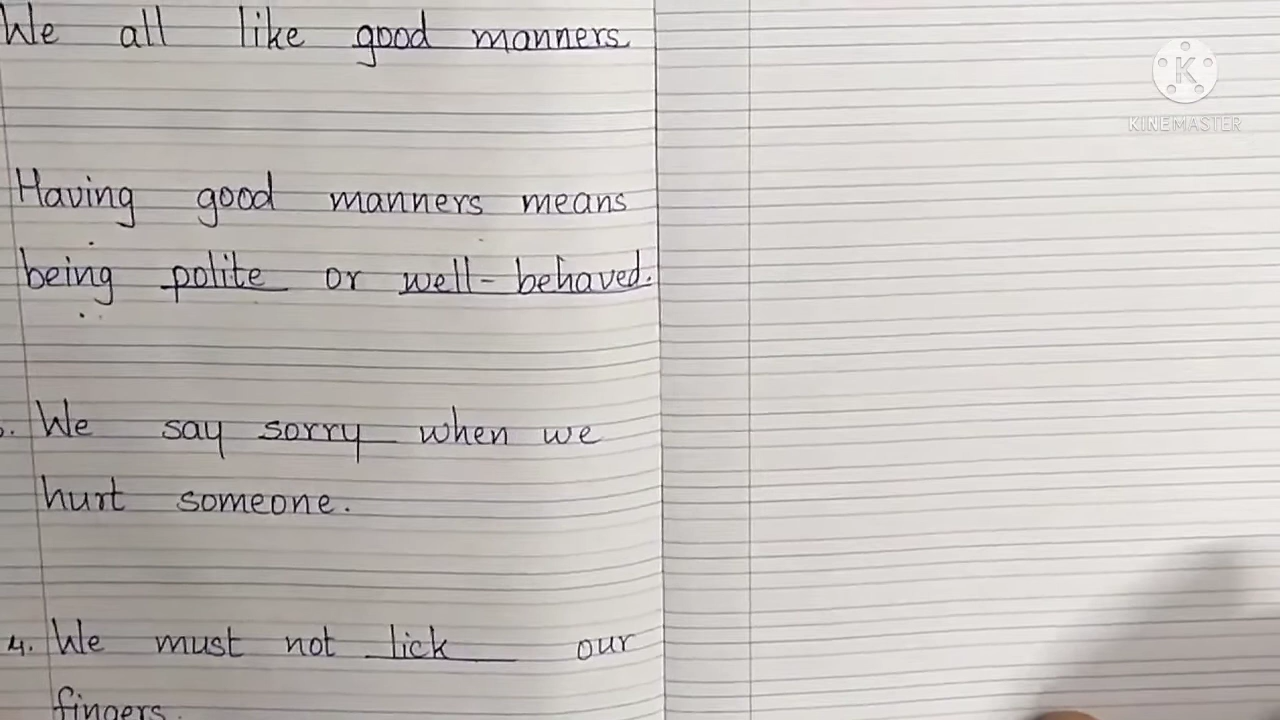 We all like good manners
Having good manners means
being polite or well-behaved.
3. We say sorry when we
hurt someone.
4. We must not lick our
fingers.
K
KINEMASTER